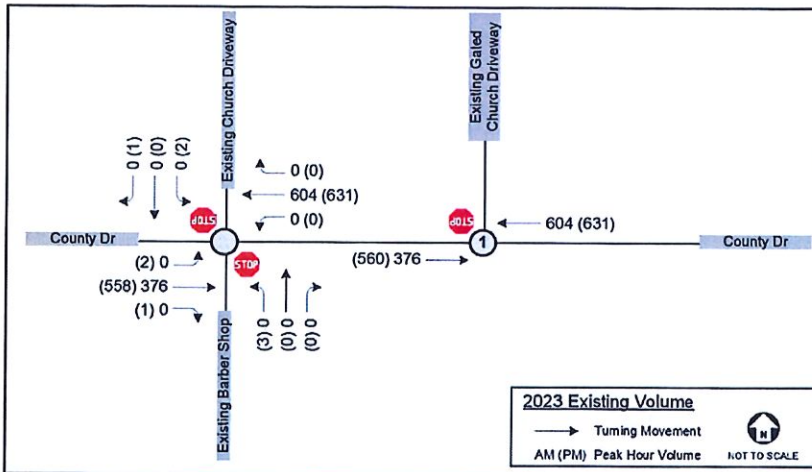 Existing Church Driveway
Existing Gated
Church Driveway
0 (1)
0 (0)
0 (2)
0 (0)
604 (631)
0 (0)
STOP
STOP
STOP
604 (631)
County Dr
1
County Dr
(2) 0
(558) 376
(1) 0
(560) 376
(3) 0
(0) 0
(0) 0
Existing Barber Shop
2023 Existing Volume
Turning Movement
AM (PM) Peak Hour Volume
N
NOT TO SCALE